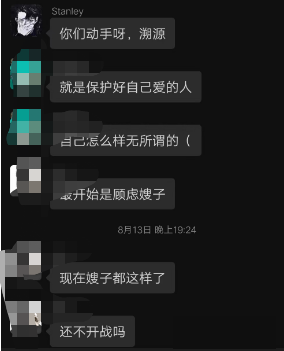 Stanley
你们动手呀，溯源
就是保护好自己爱的人
自己怎么样无所谓的（
最开始是顾虑嫂子
8月13日 晚上19:24
现在嫂子都这样了
还不开战吗